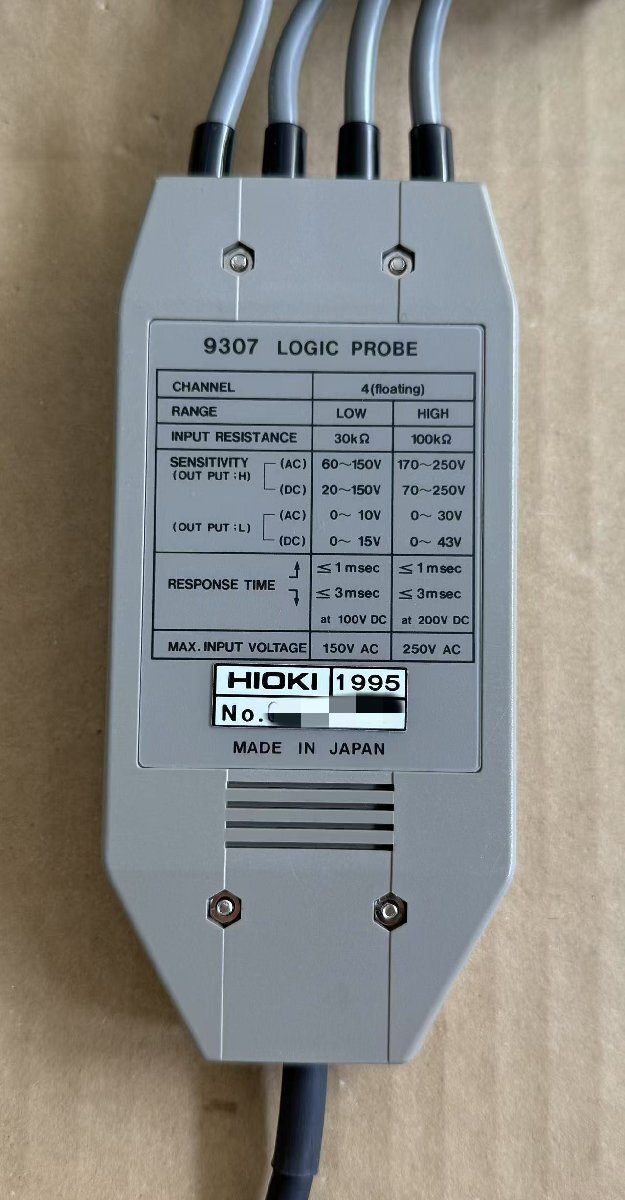 9307 LOGIC PROBE
CHANNEL 4(floating)
RANGE LOW HIGH
INPUT RESISTANCE 30kΩ 100kΩ
SENSITIVITY (AC) 60～150V 170～250V
(OUT PUT:H)
(DC) 20～150V 70～250V
(AC) 0～ 10V 0～ 30V
(OUT PUT:L)
(DC) 0～ 15V 0～ 43V
≦1msec ≦1msec
RESPONSE TIME
≦3msec ≦3msec
at 100V DC at 200V DC
MAX. INPUT VOLTAGE 150V AC 250V AC
HIOKI 1995
No.
MADE IN JAPAN